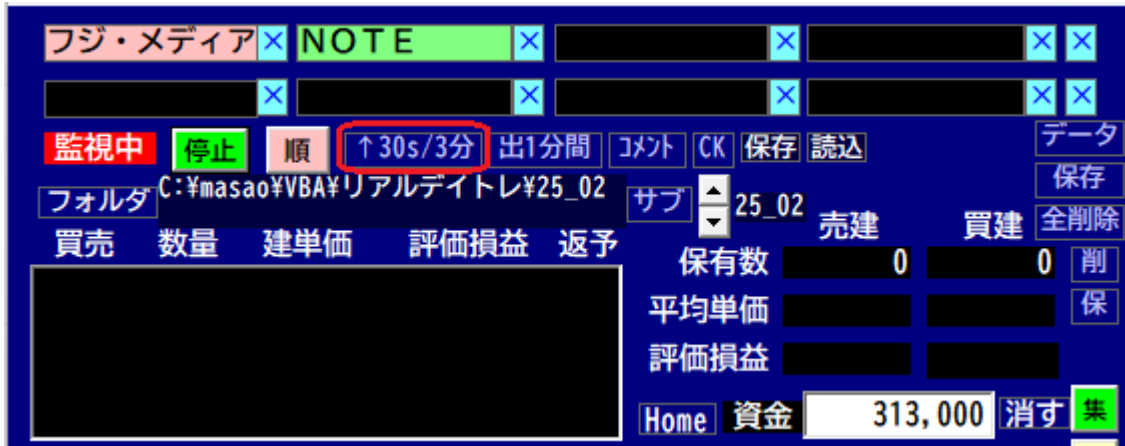 フジ・メディア × NOTE × × × ×
× × × × ×
監視中 停止 順 ↑30s/3分 出1分間 ｺﾒﾝﾄ CK 保存 読込 データ
フォルダ C:¥masao¥VBA¥リアルデイトレ¥25_02 サブ 25_02 保存
買売 数量 建単価 評価損益 返予 売建 買建 全削除
保有数 0 0 削
平均単価 保
評価損益
Home 資金 313,000 消す 集